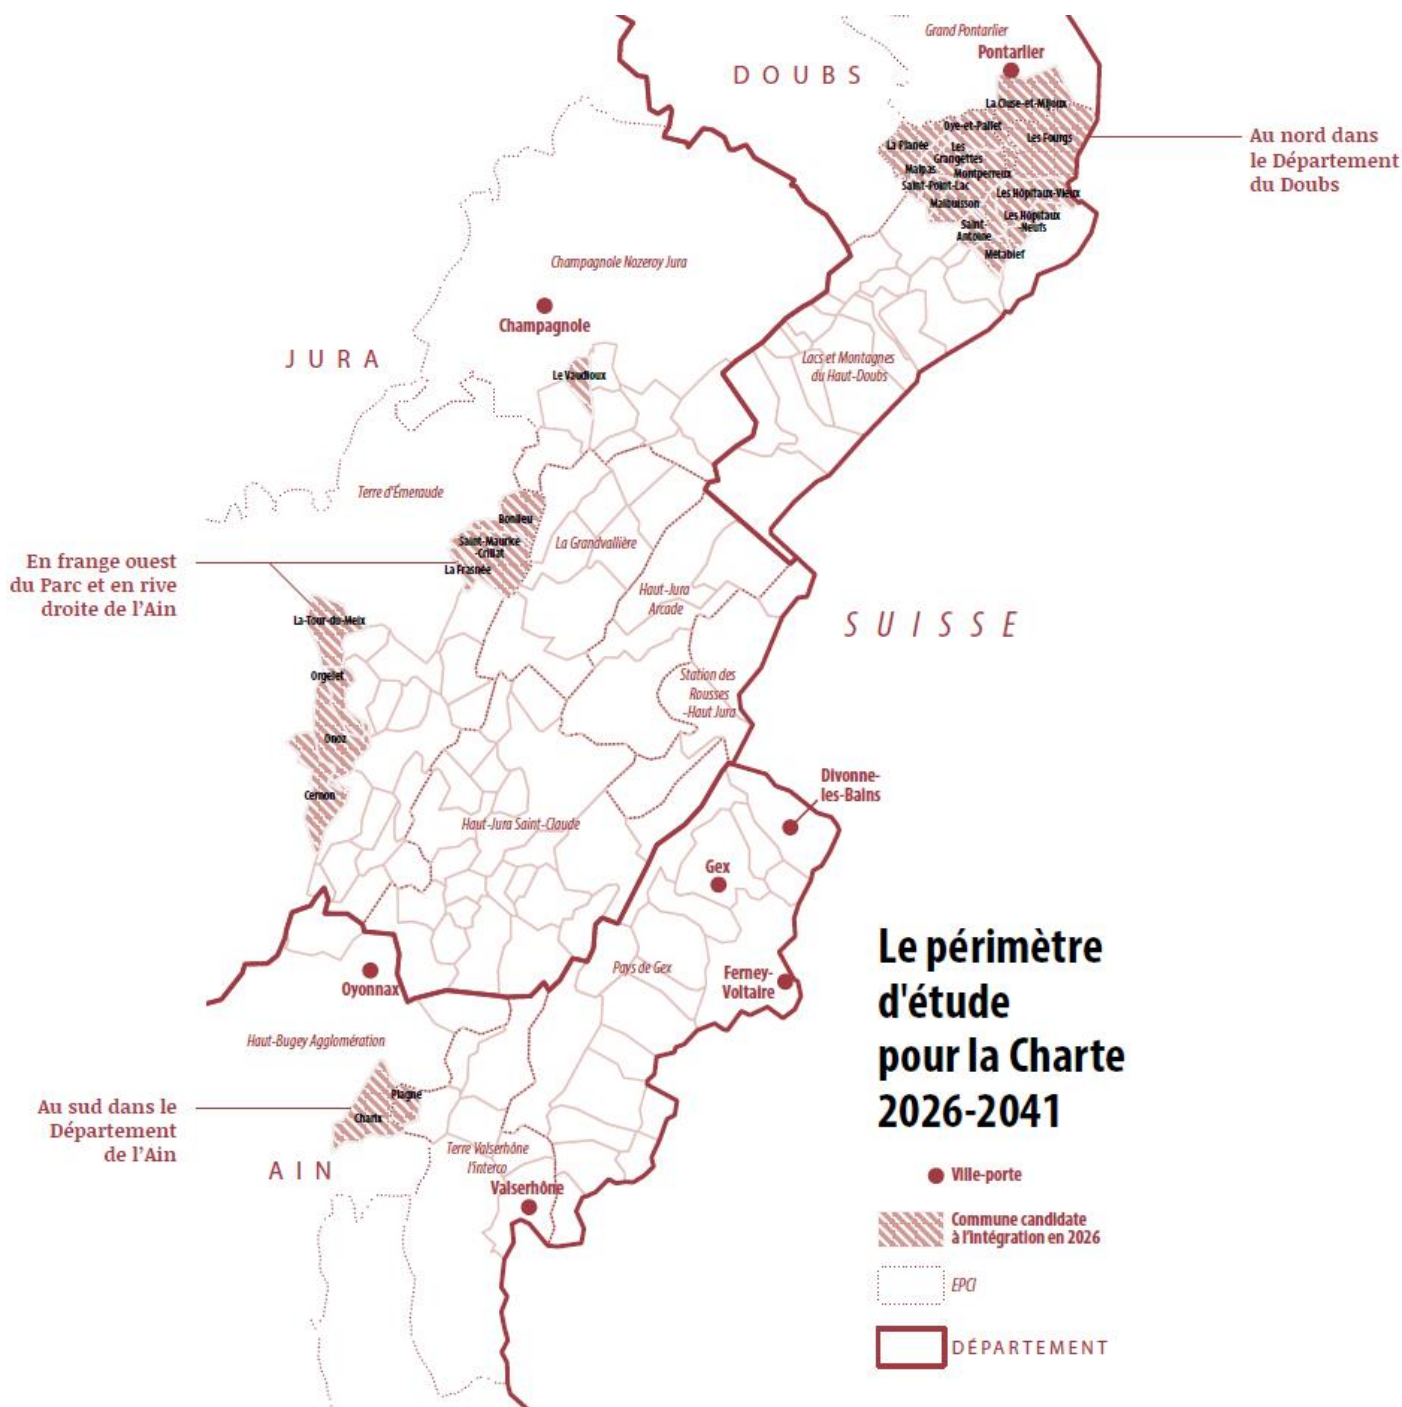 Grand Pontarlier
Pontarlier
DOUBS
La Cluse-et-Mijoux
Oye-et-Pallet
Les Fourgs
La Planée
Les
Grangettes
Malpas
Montperreux
Saint-Point-Lac
Les Hôpitaux-Vieux
Malbuisson
Les Hôpitaux
-Neufs
Saint-
Antoine
Métabief
Au nord dans
le Département
du Doubs
Champagnole Nozeroy Jura
Champagnole
JURA
Le Vaudioux
Lacs et Montagnes
du Haut-Doubs
Terre d'Émeraude
Bonlieu
Saint-Maurice
-Crillat
La Frasnée
La Grandvallière
En frange ouest
du Parc et en rive
droite de l'Ain
Haut-Jura
Arcade
La-Tour-du-Meix
SUISSE
Orgelet
Station des
Rousses
-Haut Jura
Onoz
Cernon
Divonne-
les-Bains
Haut-Jura Saint-Claude
Gex
Pays de Gex
Ferney-
Voltaire
Oyonnax
Haut-Bugey Agglomération
Plagne
Charix
Au sud dans le
Département
de l'Ain
AIN
Terre Valserhône
l'interco
Valserhône
Le périmètre
d'étude
pour la Charte
2026-2041
Ville-porte
Commune candidate
à l'intégration en 2026
EPCI
DÉPARTEMENT